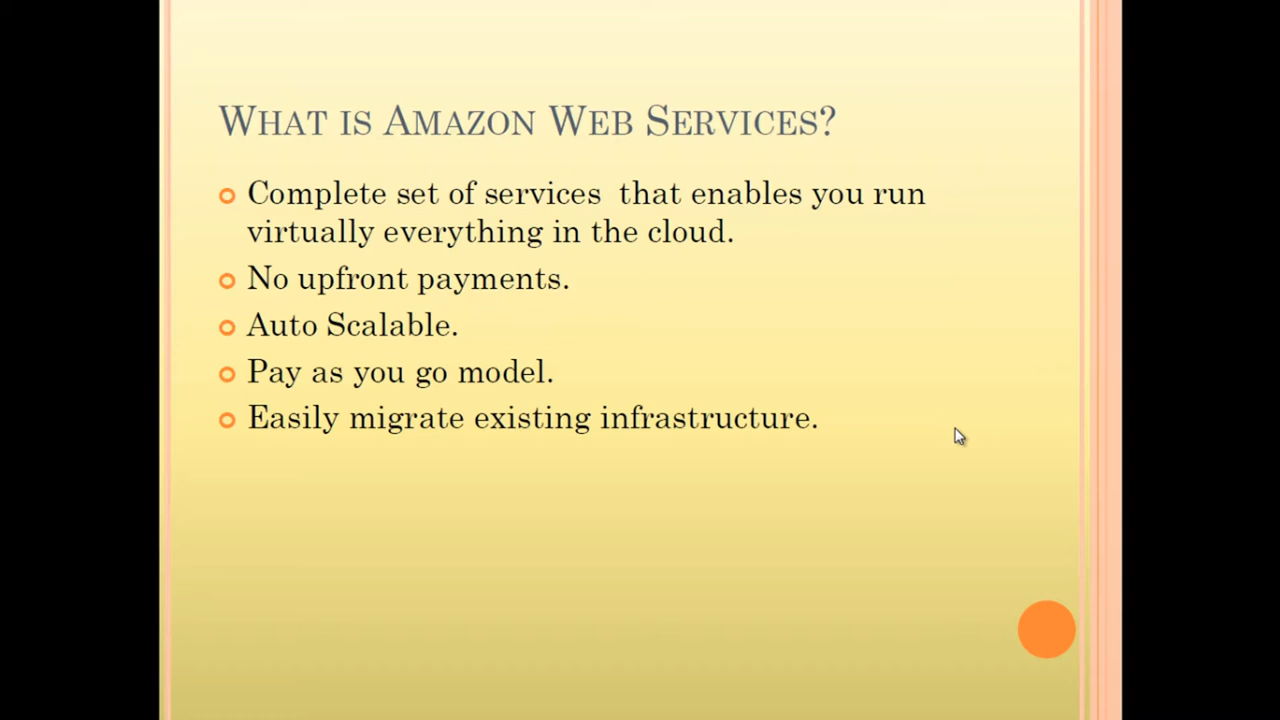 What is Amazon Web Services?
Complete set of services that enables you run
virtually everything in the cloud.
No upfront payments.
Auto Scalable.
Pay as you go model.
Easily migrate existing infrastructure.